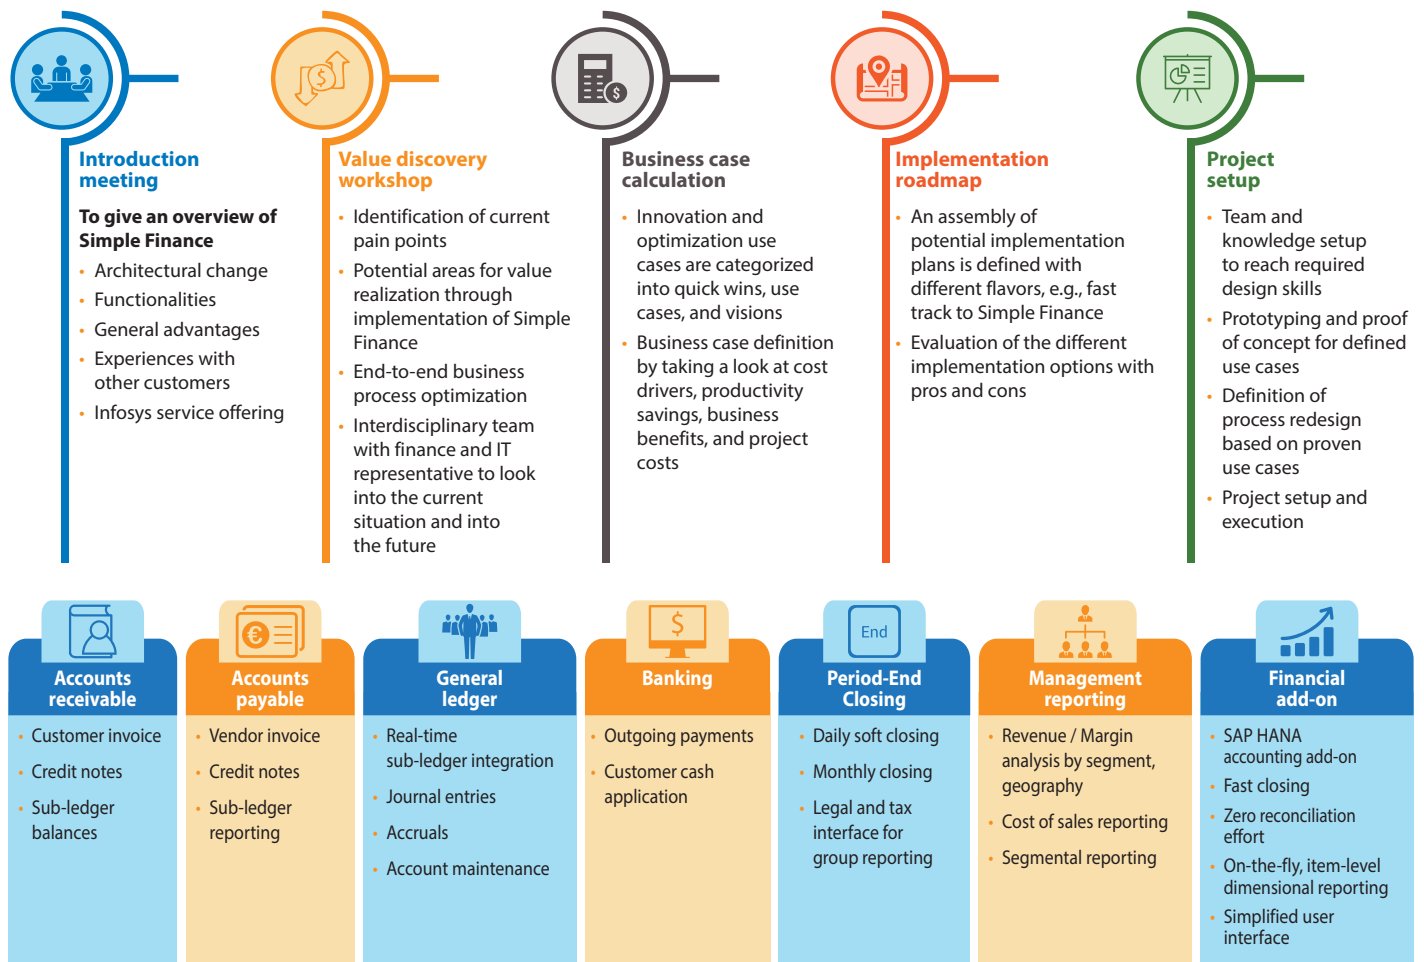 Introduction
meeting
To give an overview of
Simple Finance
• Architectural change
• Functionalities
• General advantages
• Experiences with
other customers
• Infosys service offering
$
Value discovery
workshop
• Identification of current
pain points
• Potential areas for value
realization through
implementation of Simple
Finance
• End-to-end business
process optimization
• Interdisciplinary team
with finance and IT
representative to look
into the current
situation and into
the future
$
Business case
calculation
• Innovation and
optimization use
cases are categorized
into quick wins, use
cases, and visions
• Business case definition
by taking a look at cost
drivers, productivity
savings, business
benefits, and project
costs
Implementation
roadmap
• An assembly of
potential implementation
plans is defined with
different flavors, e.g., fast
track to Simple Finance
• Evaluation of the different
implementation options with
pros and cons
Project
setup
• Team and
knowledge setup
to reach required
design skills
• Prototyping and proof
of concept for defined
use cases
• Definition of
process redesign
based on proven
use cases
• Project setup and
execution
Accounts
receivable
• Customer invoice
• Credit notes
• Sub-ledger
balances
€
Accounts
payable
• Vendor invoice
• Credit notes
• Sub-ledger
reporting
General
ledger
• Real-time
sub-ledger integration
• Journal entries
• Accruals
• Account maintenance
$
Banking
• Outgoing payments
• Customer cash
application
End
Period-End
Closing
• Daily soft closing
• Monthly closing
• Legal and tax
interface for
group reporting
Management
reporting
• Revenue / Margin
analysis by segment,
geography
• Cost of sales reporting
• Segmental reporting
Financial
add-on
• SAP HANA
accounting add-on
• Fast closing
• Zero reconciliation
effort
• On-the-fly, item-level
dimensional reporting
• Simplified user
interface